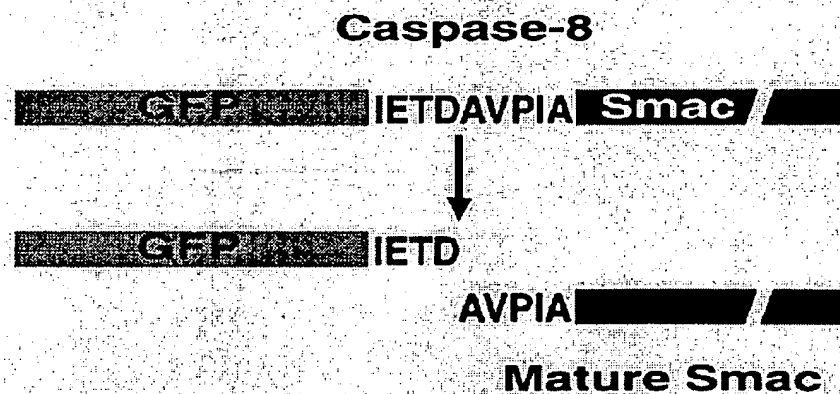 Caspase-8
GFP IETDAVPIA Smac
GFP IETD
AVPIA
Mature Smac